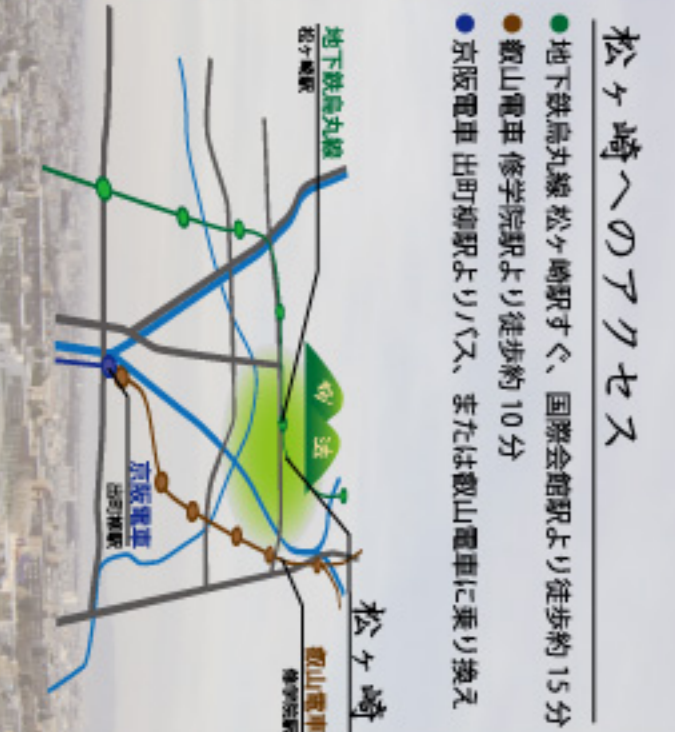 松ヶ崎へのアクセス
● 地下鉄烏丸線 松ヶ崎駅すぐ、国際会館駅より徒歩約 15 分
● 叡山電車 修学院駅より徒歩約 10 分
● 京阪電車 出町柳駅よりバス、または叡山電車に乗り換え
地下鉄烏丸線
松ヶ崎駅
妙
法
松ヶ崎
京阪電車
出町柳駅
叡山電車
修学院駅